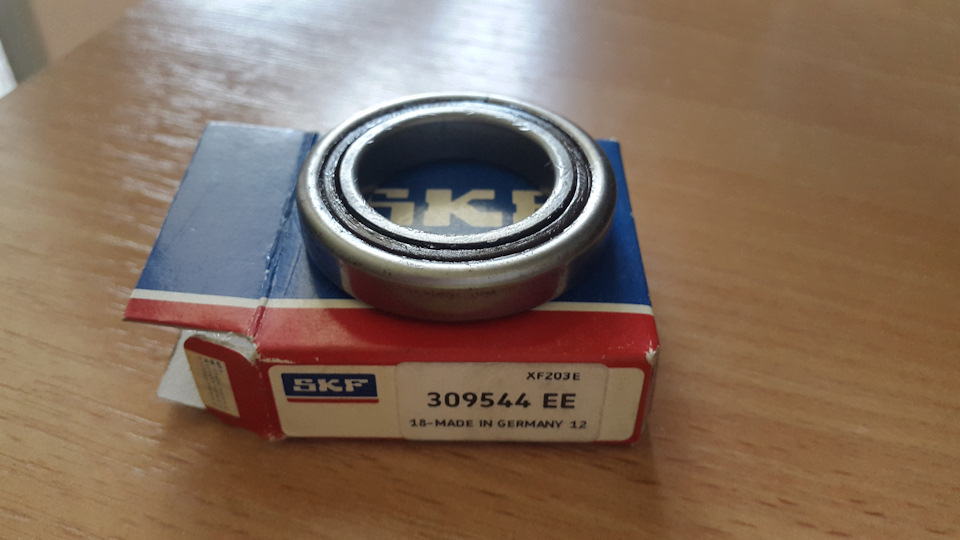 SKF
SKF
XF203E
309544 EE
18-MADE IN GERMANY 12